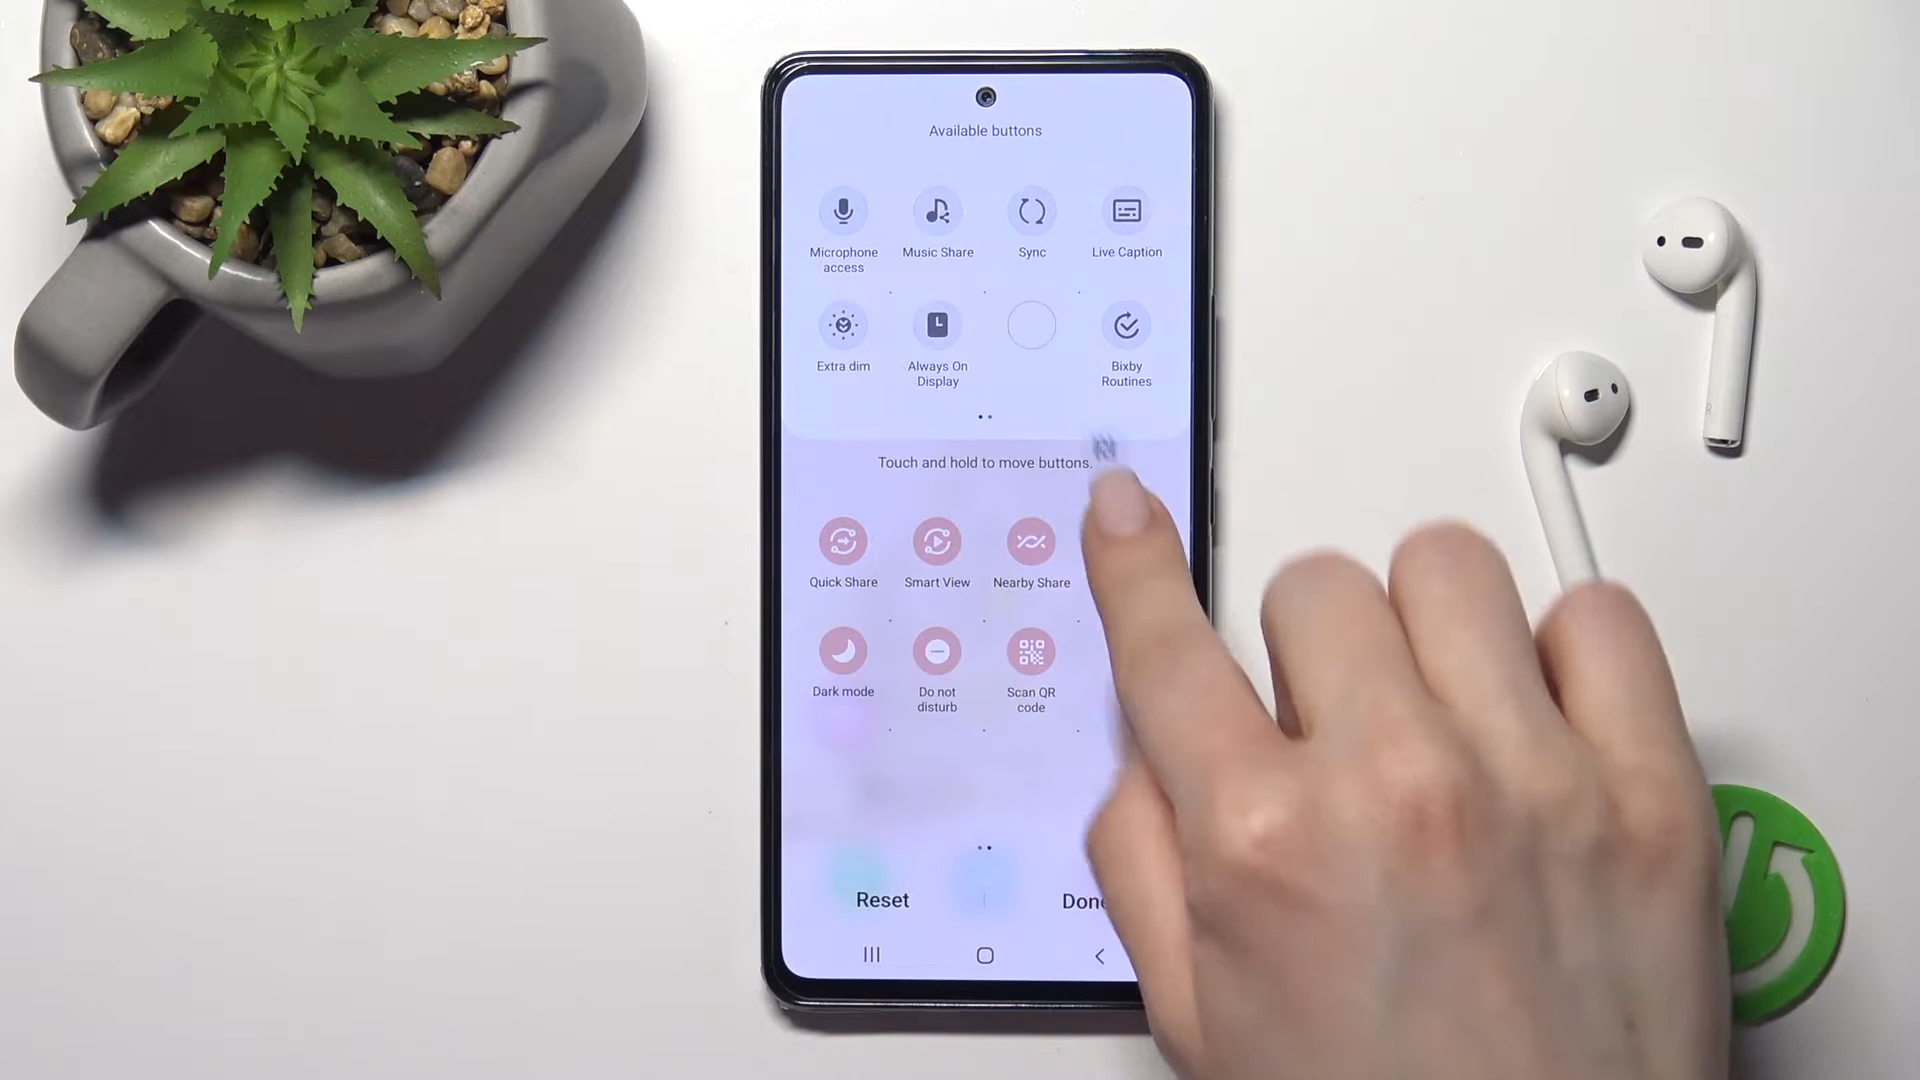 Available buttons
Microphone access
Music Share
Sync
Live Caption
Extra dim
Always On Display
Bixby Routines
Touch and hold to move buttons.
Quick Share
Smart View
Nearby Share
Dark mode
Do not disturb
Scan QR code
Reset
Done